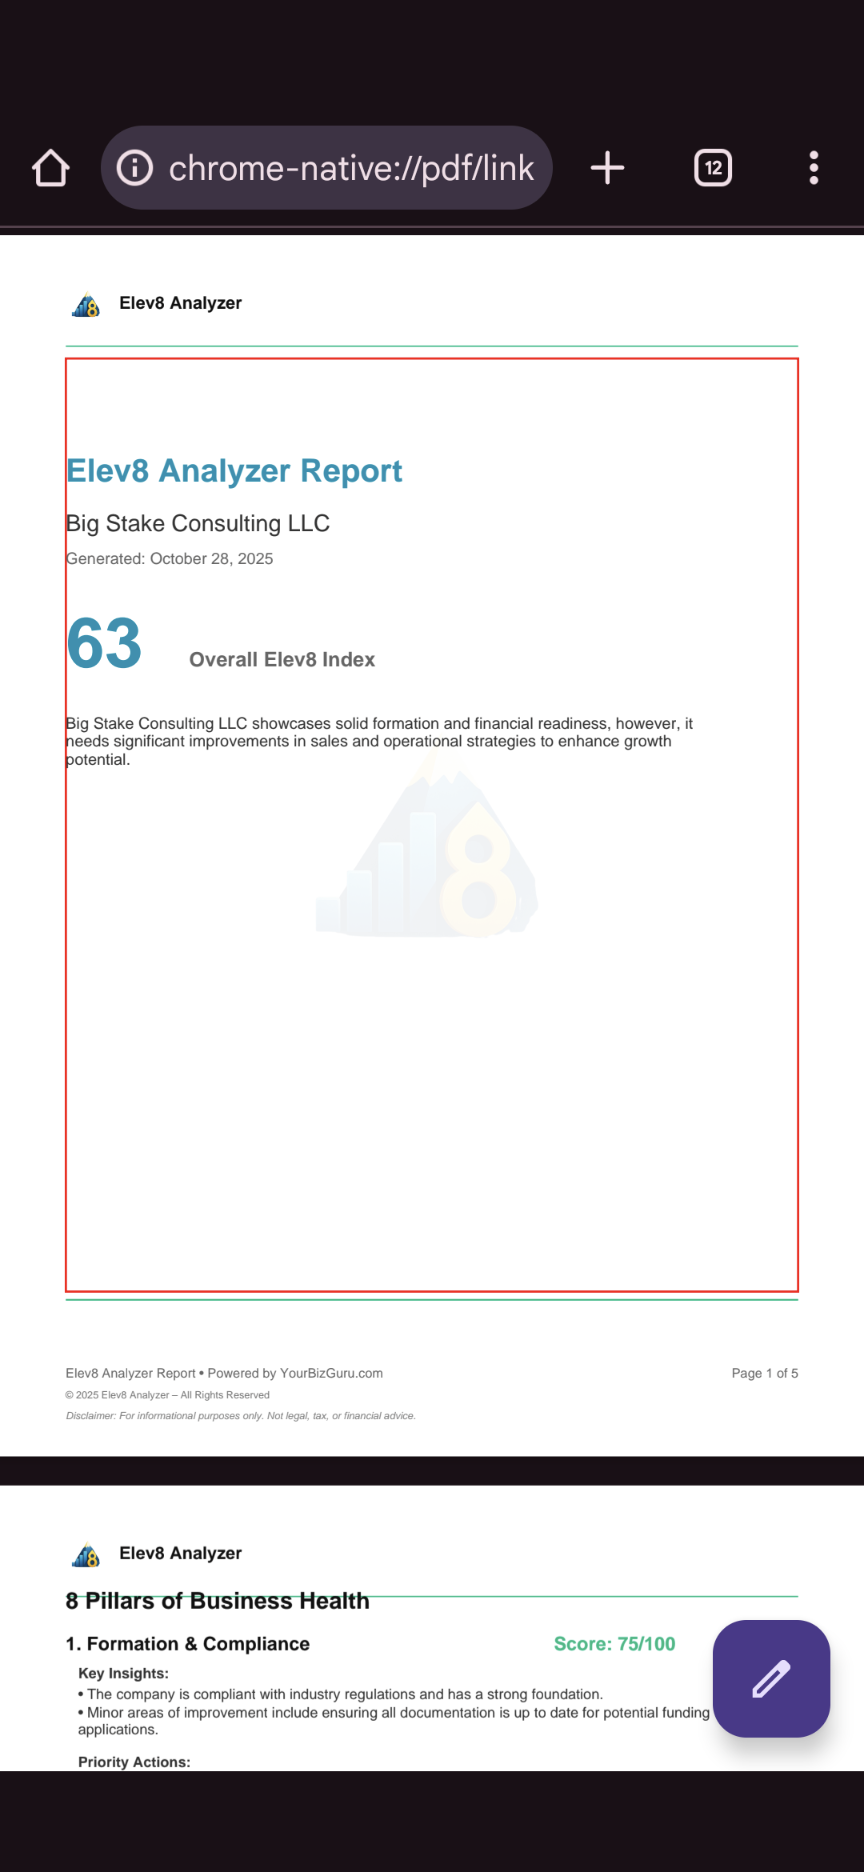 chrome-native://pdf/link
12
8
Elev8 Analyzer
Elev8 Analyzer Report
Big Stake Consulting LLC
Generated: October 28, 2025
63
Overall Elev8 Index
Big Stake Consulting LLC showcases solid formation and financial readiness, however, it
needs significant improvements in sales and operational strategies to enhance growth
potential.
8
Elev8 Analyzer Report • Powered by YourBizGuru.com
Page 1 of 5
© 2025 Elev8 Analyzer – All Rights Reserved
Disclaimer: For informational purposes only. Not legal, tax, or financial advice.
8
Elev8 Analyzer
8 Pillars of Business Health
1. Formation & Compliance
Score: 75/100
Key Insights:
• The company is compliant with industry regulations and has a strong foundation.
• Minor areas of improvement include ensuring all documentation is up to date for potential funding
applications.
Priority Actions: